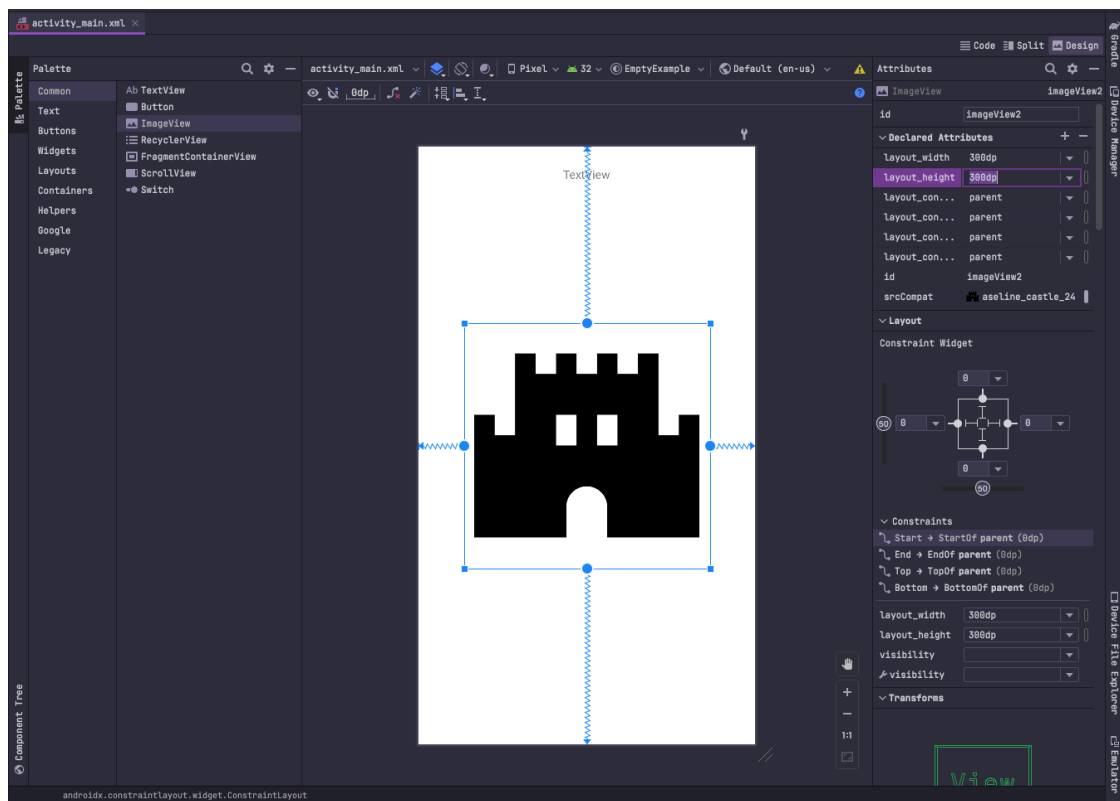 activity_main.xml
Code Split Design
Palette
activity_main.xml Pixel 32 EmptyExample Default (en-us)
Attributes
Common
Text
Buttons
Widgets
Layouts
Containers
Helpers
Google
Legacy
Ab TextView
Button
ImageView
RecyclerView
FragmentContainerView
ScrollView
Switch
0dp
TextView
ImageView imageView2
id imageView2
Declared Attributes
layout_width 300dp
layout_height 300dp
layout_con... parent
layout_con... parent
layout_con... parent
layout_con... parent
id imageView2
srcCompat aseline_castle_24
Layout
Constraint Widget
0
50 0 0
0
50
Constraints
Start → StartOf parent (0dp)
End → EndOf parent (0dp)
Top → TopOf parent (0dp)
Bottom → BottomOf parent (0dp)
layout_width 300dp
layout_height 300dp
visibility
visibility
Transforms
View
1:1
Palette
Component Tree
Gradle
Device Manager
Device File Explorer
Emulator
androidx.constraintlayout.widget.ConstraintLayout